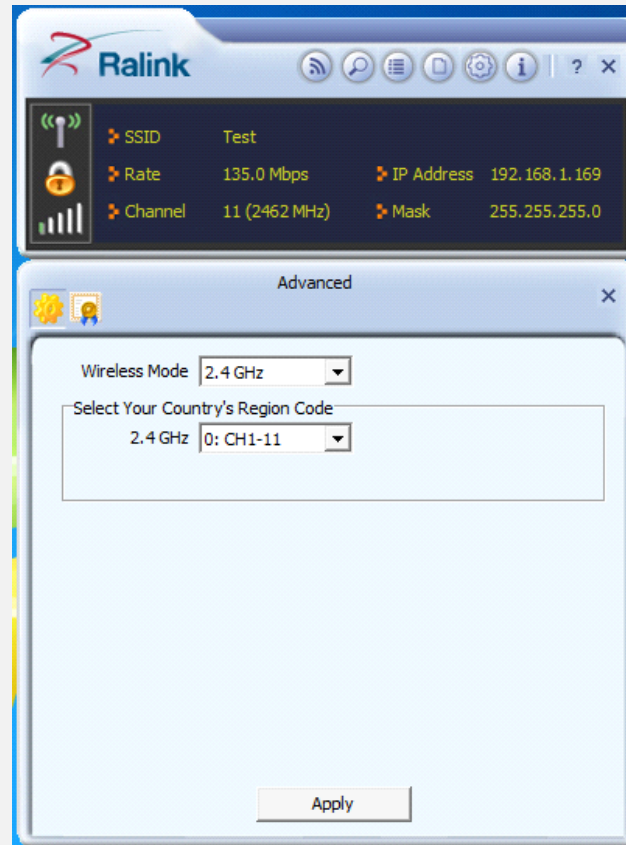 Ralink
? ×
SSID Test
Rate 135.0 Mbps IP Address 192.168.1.169
Channel 11 (2462 MHz) Mask 255.255.255.0
Advanced ×
Wireless Mode 2.4 GHz
Select Your Country's Region Code
2.4 GHz 0: CH1-11
Apply